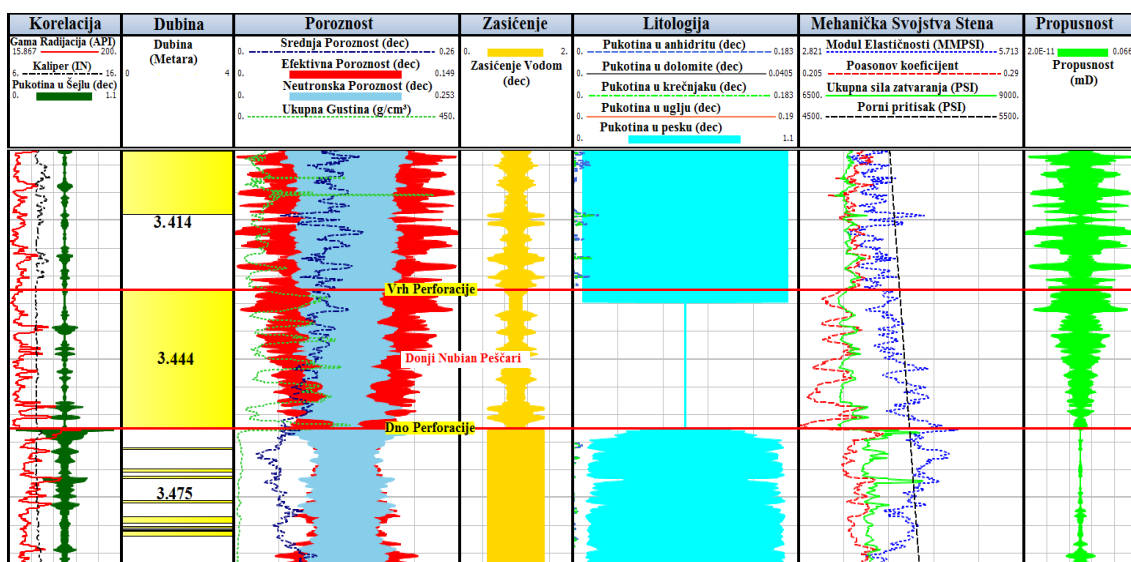 Korelacija
Dubina
Poroznost
Zasićenje
Litologija
Mehanička Svojstva Stena
Propusnost
Gama Radijacija (API)
15.867 200.
Kaliper (IN)
6. 16.
Pukotina u Šejlu (dec)
0. 1.1
Dubina
(Metara)
0 4
Srednja Poroznost (dec)
0. 0.26
Efektivna Poroznost (dec)
0. 0.149
Neutronska Poroznost (dec)
0. 0.253
Ukupna Gustina (g/cm³)
0. 450.
0. 2.
Zasićenje Vodom
(dec)
Pukotina u anhidritu (dec)
0. 0.183
Pukotina u dolomite (dec)
0. 0.0405
Pukotina u krečnjaku (dec)
0. 0.183
Pukotina u uglju (dec)
0. 0.19
Pukotina u pesku (dec)
0. 1.1
Modul Elastičnosti (MMPSI)
2.821 5.713
Poasonov koeficijent
0.205 0.29
Ukupna sila zatvaranja (PSI)
6500. 9000.
Porni pritisak (PSI)
4500. 5500.
2.0E-11 0.066
Propusnost
(mD)
3.414
Vrh Perforacije
3.444
Donji Nubian Peščari
Dno Perforacije
3.475